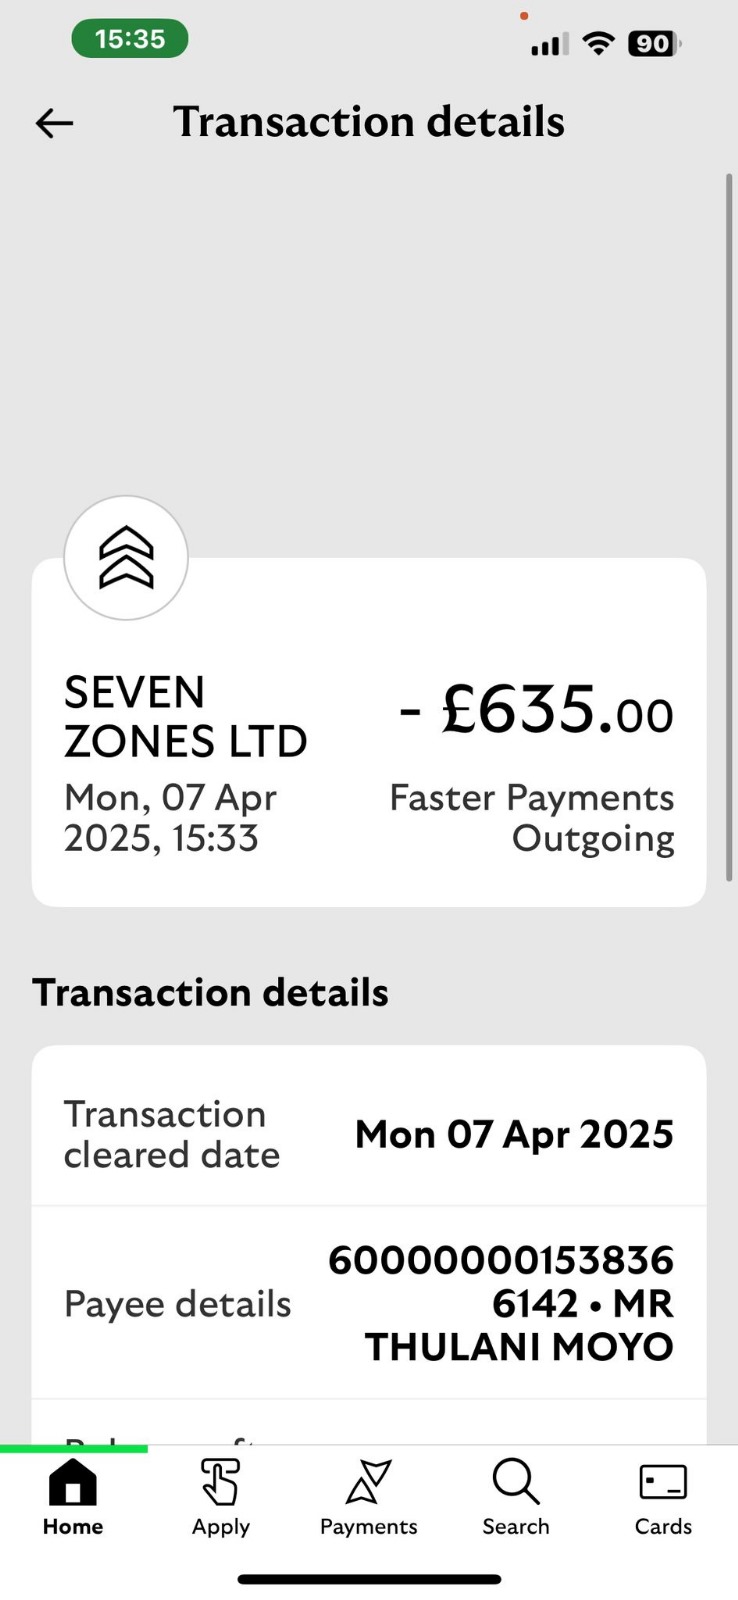 15:35
90
Transaction details
SEVEN
ZONES LTD
- £635.00
Mon, 07 Apr
2025, 15:33
Faster Payments
Outgoing
Transaction details
Transaction
cleared date
Mon 07 Apr 2025
Payee details
60000000153836
6142 • MR
THULANI MOYO
Home
Apply
Payments
Search
Cards